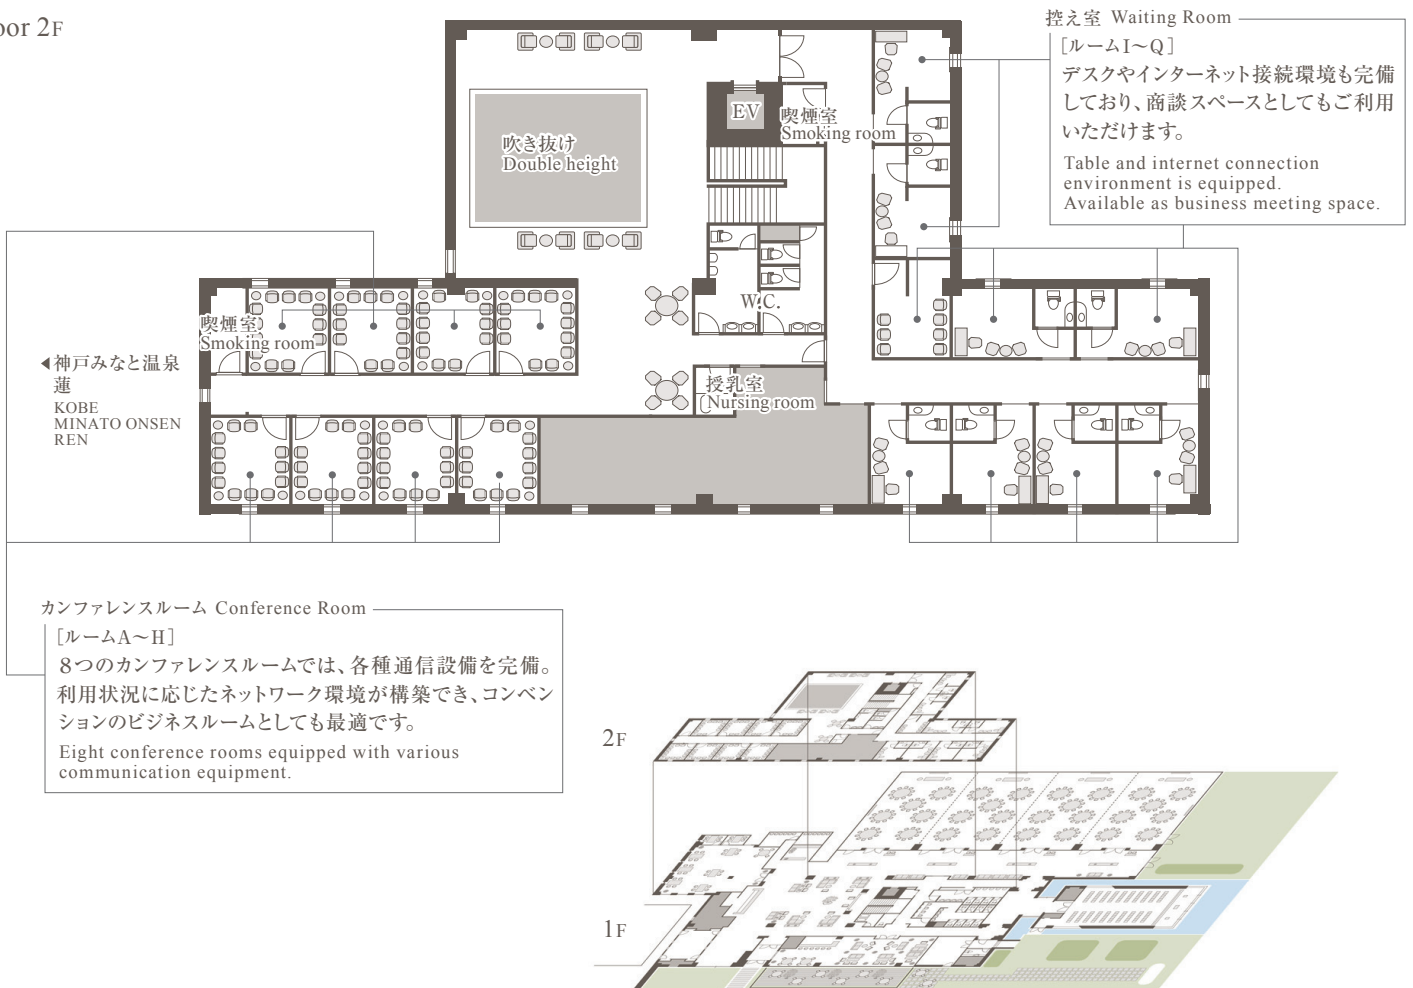 oor 2F
控え室 Waiting Room
［ルームI～Q］
デスクやインターネット接続環境も完備
しており、商談スペースとしてもご利用
いただけます。
Table and internet connection
environment is equipped.
Available as business meeting space.
EV
喫煙室
Smoking room
吹き抜け
Double height
W.C.
喫煙室
Smoking room
◀神戸みなと温泉
蓮
KOBE
MINATO ONSEN
REN
授乳室
Nursing room
カンファレンスルーム Conference Room
［ルームA～H］
８つのカンファレンスルームでは、各種通信設備を完備。
利用状況に応じたネットワーク環境が構築でき、コンベン
ションのビジネスルームとしても最適です。
Eight conference rooms equipped with various
communication equipment.
2F
1F